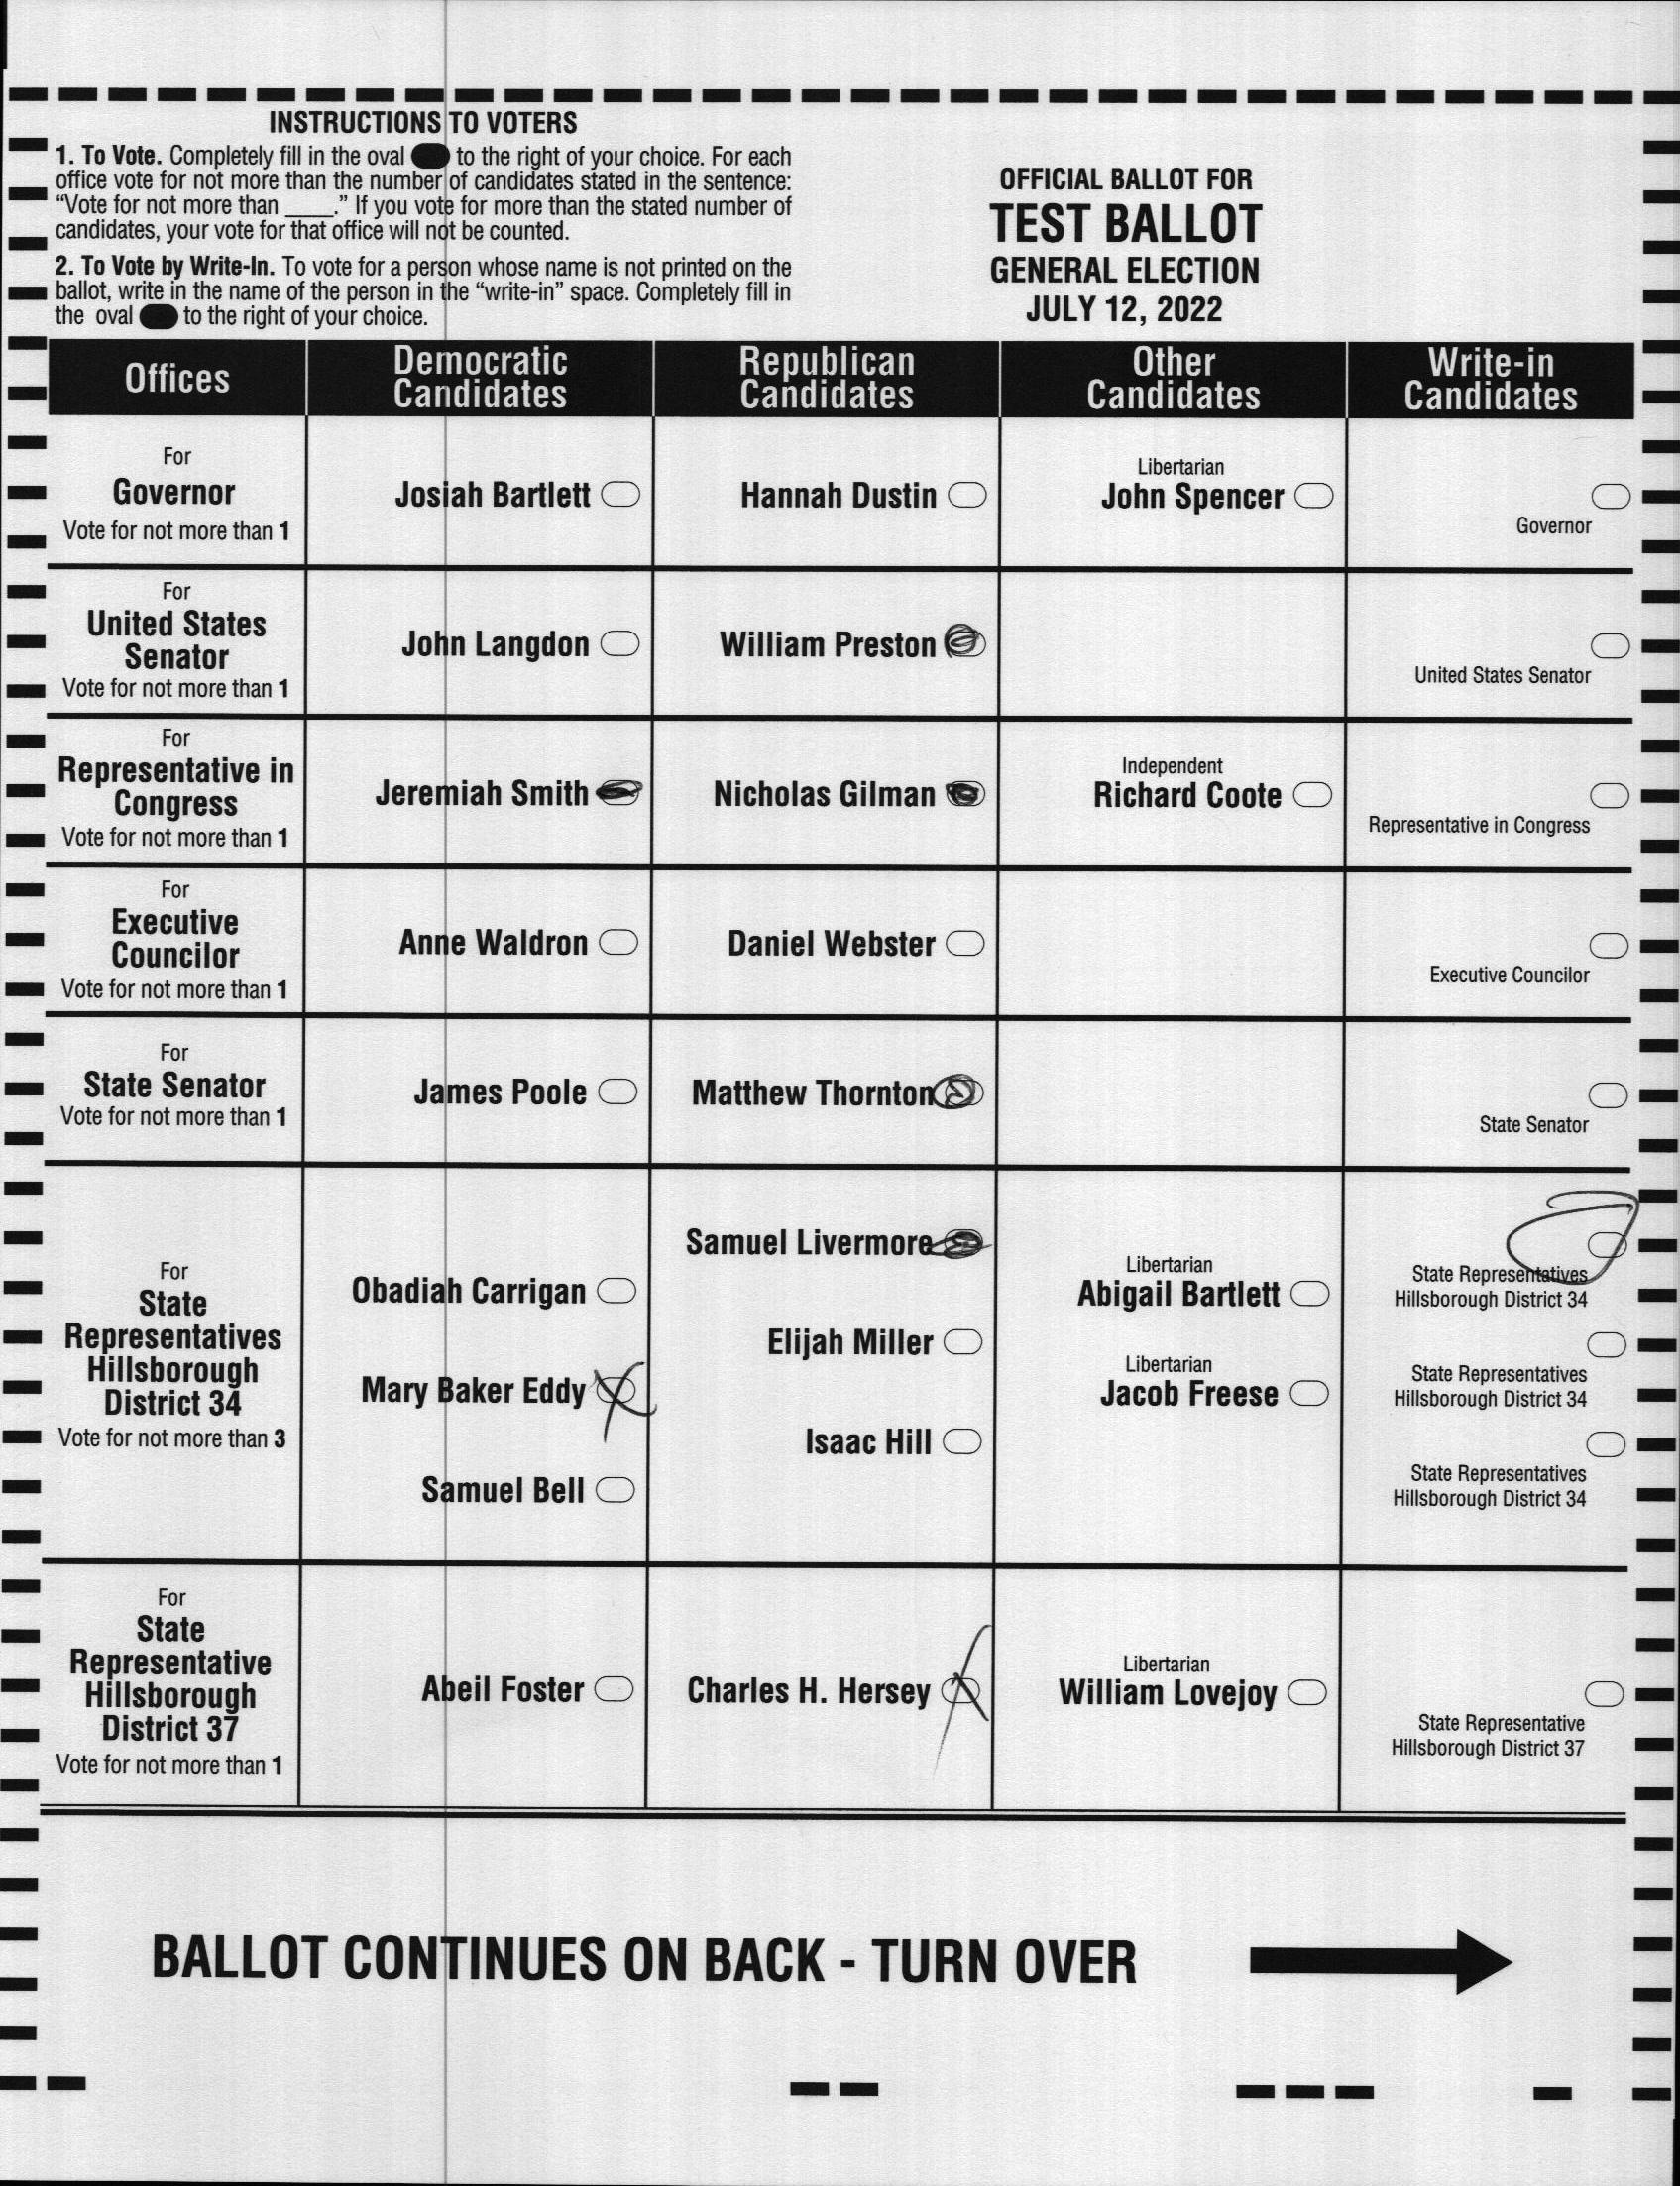 INSTRUCTIONS TO VOTERS
1. To Vote. Completely fill in the oval to the right of your choice. For each
office vote for not more than the number of candidates stated in the sentence:
“Vote for not more than ____.” If you vote for more than the stated number of
candidates, your vote for that office will not be counted.
2. To Vote by Write-In. To vote for a person whose name is not printed on the
ballot, write in the name of the person in the “write-in” space. Completely fill in
the oval to the right of your choice.
OFFICIAL BALLOT FOR
TEST BALLOT
GENERAL ELECTION
JULY 12, 2022
Offices
Democratic
Candidates
Republican
Candidates
Other
Candidates
Write-in
Candidates
For
Governor
Vote for not more than 1
Josiah Bartlett
Hannah Dustin
Libertarian
John Spencer
Governor
For
United States
Senator
Vote for not more than 1
John Langdon
William Preston
United States Senator
For
Representative in
Congress
Vote for not more than 1
Jeremiah Smith
Nicholas Gilman
Independent
Richard Coote
Representative in Congress
For
Executive
Councilor
Vote for not more than 1
Anne Waldron
Daniel Webster
Executive Councilor
For
State Senator
Vote for not more than 1
James Poole
Matthew Thornton
State Senator
For
State
Representatives
Hillsborough
District 34
Vote for not more than 3
Obadiah Carrigan
Mary Baker Eddy
Samuel Bell
Samuel Livermore
Elijah Miller
Isaac Hill
Libertarian
Abigail Bartlett
Libertarian
Jacob Freese
State Representatives
Hillsborough District 34
State Representatives
Hillsborough District 34
State Representatives
Hillsborough District 34
For
State
Representative
Hillsborough
District 37
Vote for not more than 1
Abeil Foster
Charles H. Hersey
Libertarian
William Lovejoy
State Representative
Hillsborough District 37
BALLOT CONTINUES ON BACK - TURN OVER